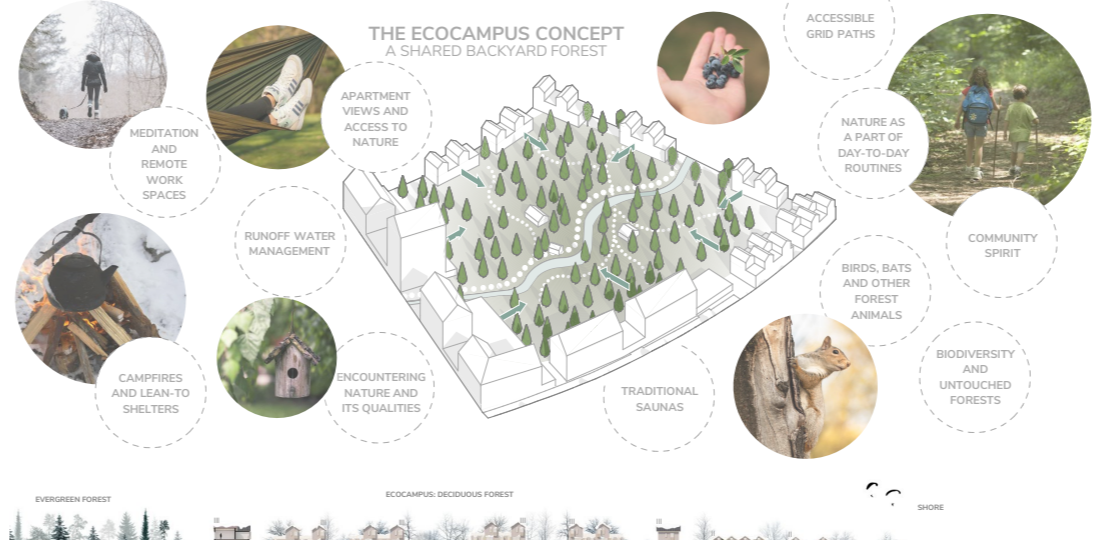 THE ECOCAMPUS CONCEPT
A SHARED BACKYARD FOREST
ACCESSIBLE
GRID PATHS
APARTMENT
VIEWS AND
ACCESS TO
NATURE
MEDITATION
AND
REMOTE
WORK
SPACES
NATURE AS
A PART OF
DAY-TO-DAY
ROUTINES
RUNOFF WATER
MANAGEMENT
COMMUNITY
SPIRIT
BIRDS, BATS
AND OTHER
FOREST
ANIMALS
CAMPFIRES
AND LEAN-TO
SHELTERS
ENCOUNTERING
NATURE AND
ITS QUALITIES
TRADITIONAL
SAUNAS
BIODIVERSITY
AND
UNTOUCHED
FORESTS
EVERGREEN FOREST
ECOCAMPUS: DECIDUOUS FOREST
SHORE